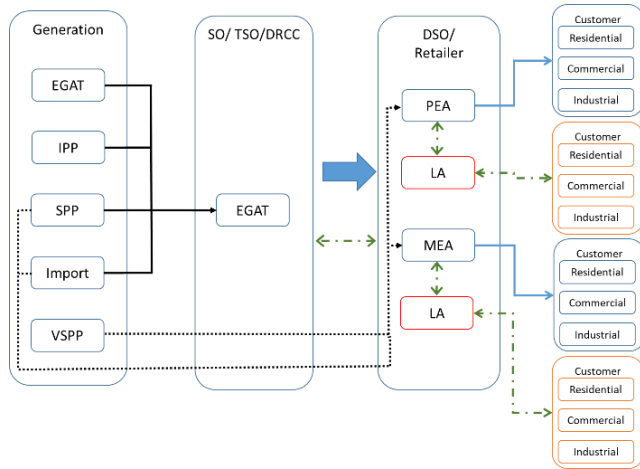 Generation
EGAT
IPP
SPP
Import
VSPP
SO/ TSO/DRCC
EGAT
DSO/
Retailer
PEA
LA
MEA
LA
Customer
Residential
Commercial
Industrial
Customer
Residential
Commercial
Industrial
Customer
Residential
Commercial
Industrial
Customer
Residential
Commercial
Industrial